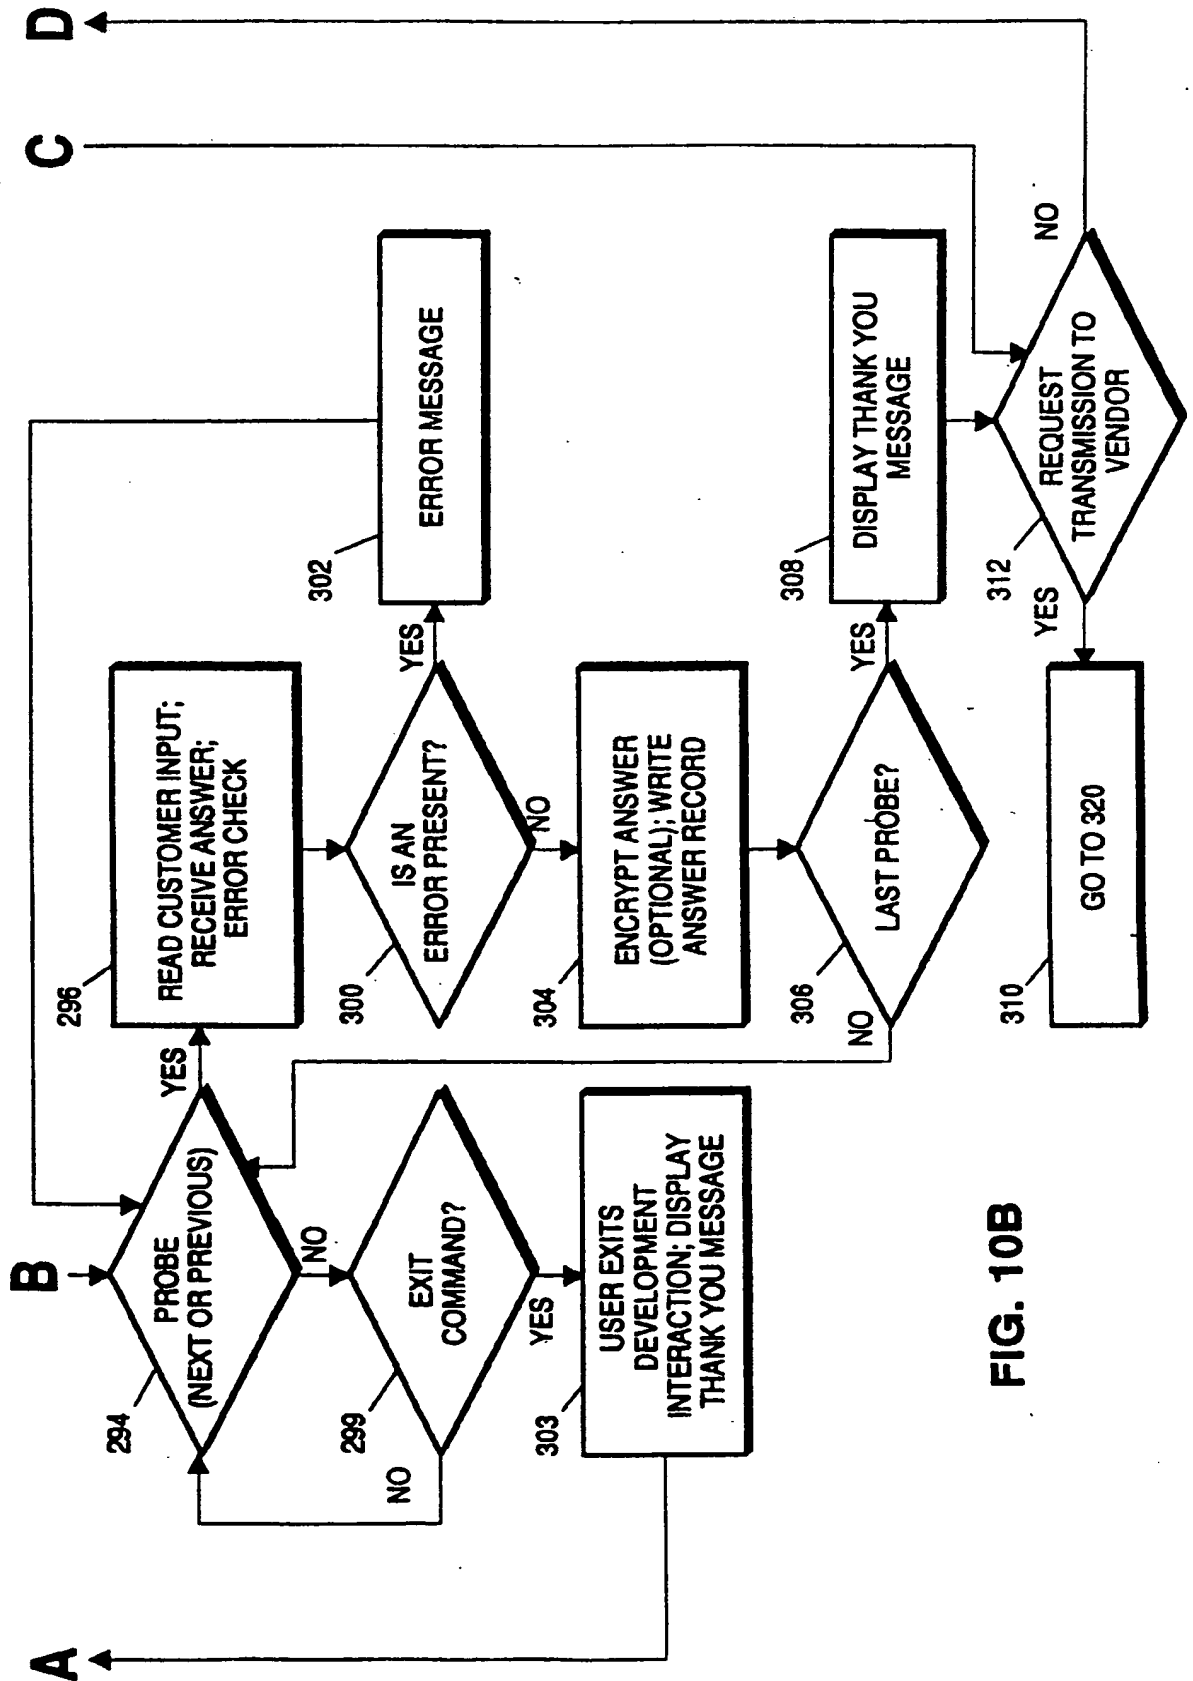 A
B
C
D
294
PROBE
(NEXT OR PREVIOUS)
YES
NO
296
READ CUSTOMER INPUT;
RECEIVE ANSWER;
ERROR CHECK
299
EXIT
COMMAND?
NO
YES
300
IS AN
ERROR PRESENT?
YES
NO
302
ERROR MESSAGE
303
USER EXITS
DEVELOPMENT
INTERACTION; DISPLAY
THANK YOU MESSAGE
304
ENCRYPT ANSWER
(OPTIONAL); WRITE
ANSWER RECORD
306
LAST PROBE?
NO
YES
308
DISPLAY THANK YOU
MESSAGE
310
GO TO 320
312
REQUEST
TRANSMISSION TO
VENDOR
YES
NO
FIG. 10B